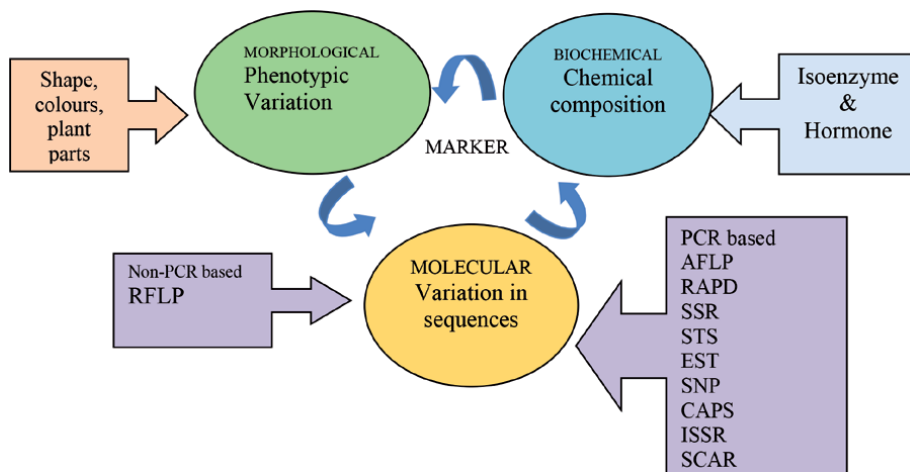 Shape,
colours,
plant
parts
MORPHOLOGICAL
Phenotypic
Variation
BIOCHEMICAL
Chemical
composition
Isoenzyme
&
Hormone
MARKER
Non-PCR based
RFLP
MOLECULAR
Variation in
sequences
PCR based
AFLP
RAPD
SSR
STS
EST
SNP
CAPS
ISSR
SCAR